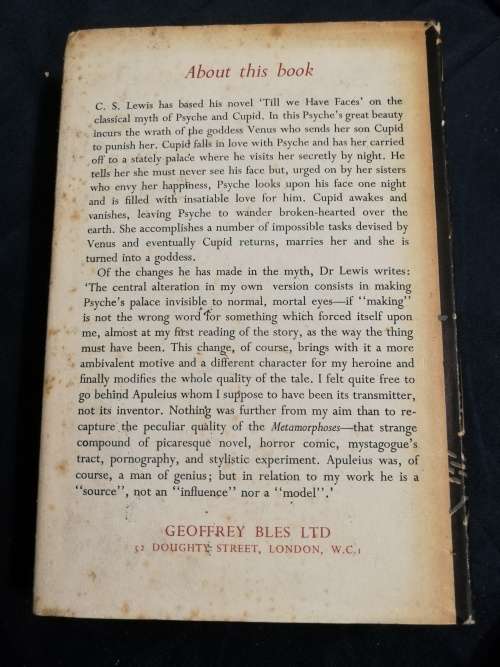 About this book
C. S. Lewis has based his novel ‘Till we Have Faces’ on the
classical myth of Psyche and Cupid. In this Psyche's great beauty
incurs the wrath of the goddess Venus who sends her son Cupid
to punish her. Cupid falls in love with Psyche and has her carried
off to a stately palace where he visits her secretly by night. He
tells her she must never see his face but, urged on by her sisters
who envy her happiness, Psyche looks upon his face one night
and is filled with insatiable love for him. Cupid awakes and
vanishes, leaving Psyche to wander broken-hearted over the
earth. She accomplishes a number of impossible tasks devised by
Venus and eventually Cupid returns, marries her and she is
turned into a goddess.
Of the changes he has made in the myth, Dr Lewis writes:
‘The central alteration in my own version consists in making
Psyche's palace invisible to normal, mortal eyes—if “making”
is not the wrong word for something which forced itself upon
me, almost at my first reading of the story, as the way the thing
must have been. This change, of course, brings with it a more
ambivalent motive and a different character for my heroine and
finally modifies the whole quality of the tale. I felt quite free to
go behind Apuleius whom I suppose to have been its transmitter,
not its inventor. Nothing was further from my aim than to re-
capture the peculiar quality of the Metamorphoses—that strange
compound of picaresque novel, horror comic, mystagogue's
tract, pornography, and stylistic experiment. Apuleius was, of
course, a man of genius; but in relation to my work he is a
“source”, not an “influence” nor a “model”.’
GEOFFREY BLES LTD
52 DOUGHTY STREET, LONDON, W.C.1